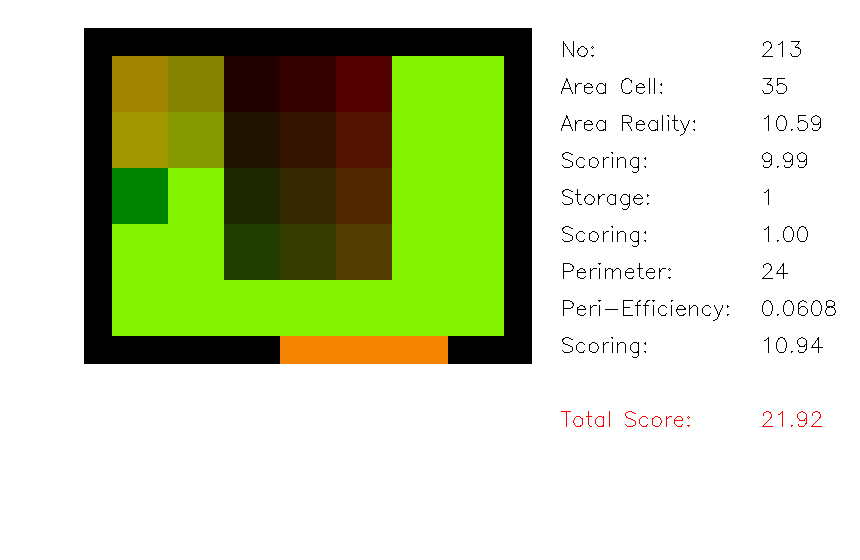 No: 213
Area Cell: 35
Area Reality: 10.59
Scoring: 9.99
Storage: 1
Scoring: 1.00
Perimeter: 24
Peri-Efficiency: 0.0608
Scoring: 10.94
Total Score: 21.92